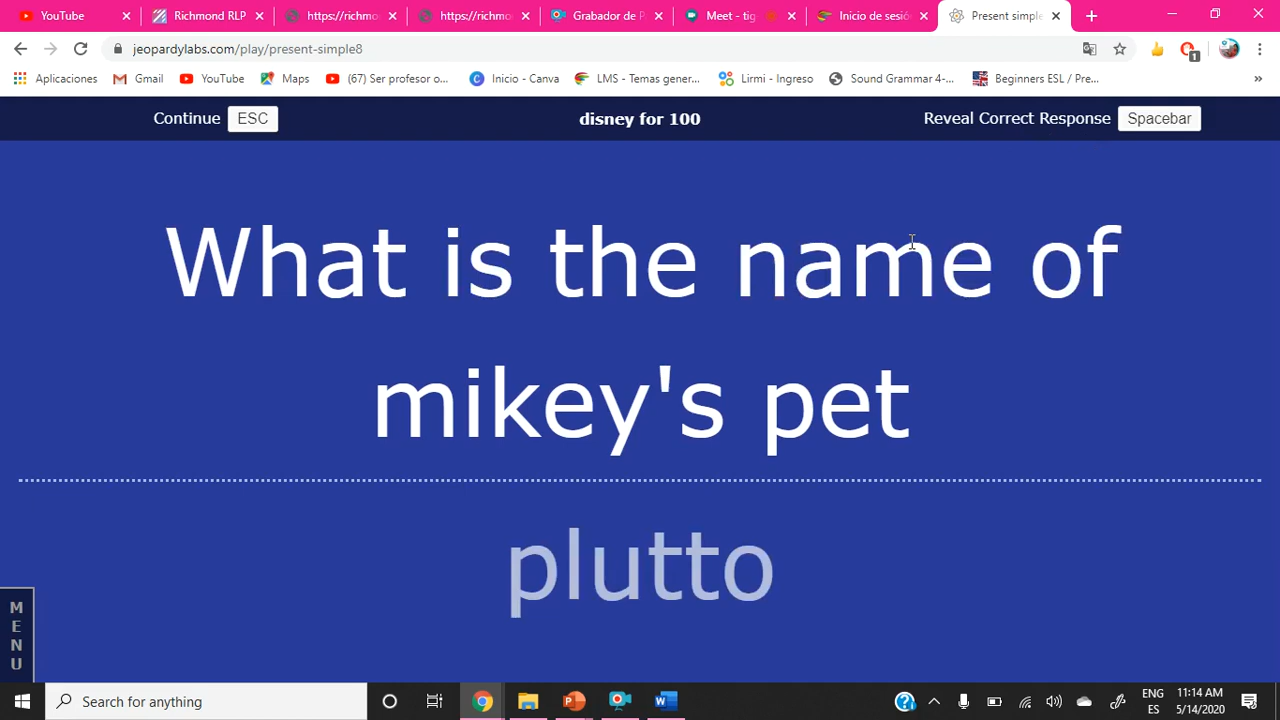 YouTube
Richmond RLP
https://richmo
https://richmo
Grabador de P
Meet - tig
Inicio de sesió
Present simple
jeopardylabs.com/play/present-simple8
Aplicaciones
Gmail
YouTube
Maps
(67) Ser profesor o...
Inicio - Canva
LMS - Temas gener...
Lirmi - Ingreso
Sound Grammar 4-...
Beginners ESL / Pre...
»
1
Continue ESC
disney for 100
Reveal Correct Response Spacebar
What is the name of
mikey's pet
plutto
MENU
Search for anything
ENG
ES
11:14 AM
5/14/2020